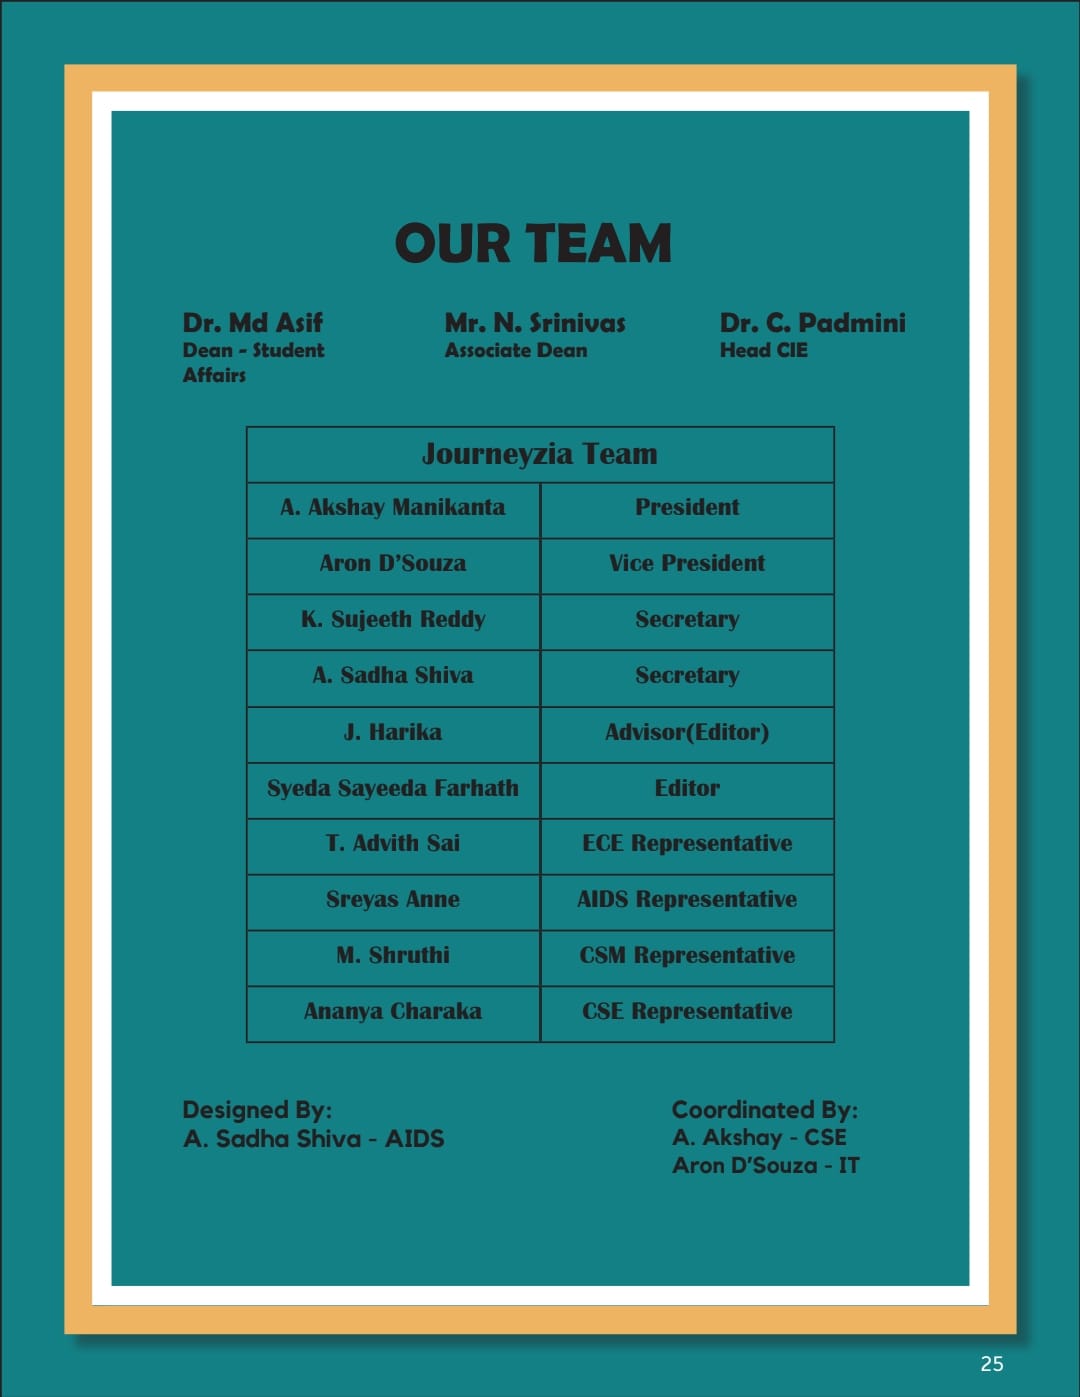 OUR TEAM
Dr. Md Asif
Dean - Student
Affairs
Mr. N. Srinivas
Associate Dean
Dr. C. Padmini
Head CIE
Journeyzia Team
A. Akshay Manikanta President
Aron D’Souza Vice President
K. Sujeeth Reddy Secretary
A. Sadha Shiva Secretary
J. Harika Advisor(Editor)
Syeda Sayeeda Farhath Editor
T. Advith Sai ECE Representative
Sreyas Anne AIDS Representative
M. Shruthi CSM Representative
Ananya Charaka CSE Representative
Designed By:
A. Sadha Shiva - AIDS
Coordinated By:
A. Akshay - CSE
Aron D’Souza - IT
25